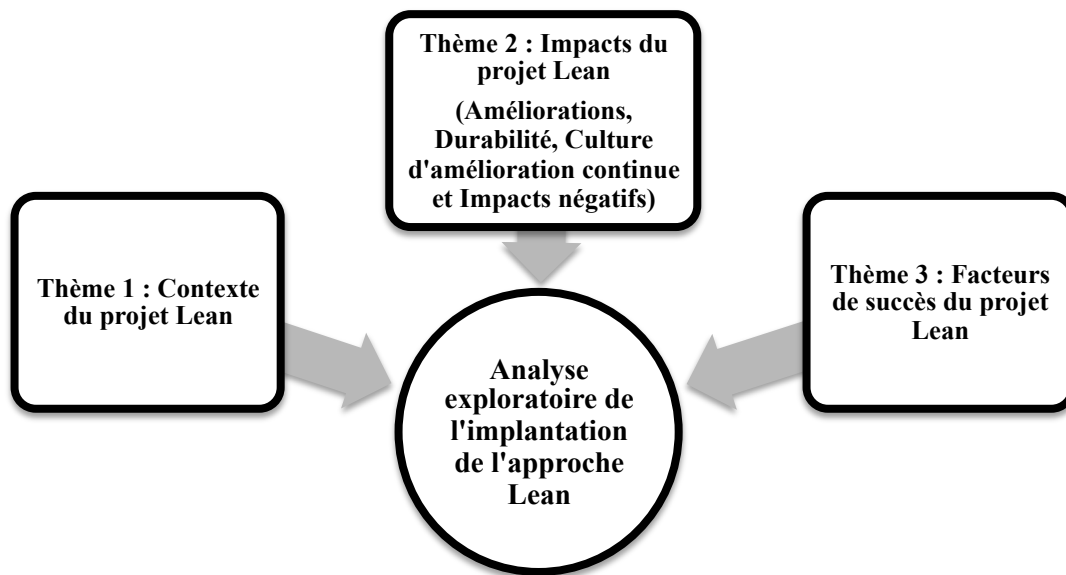 Thème 2 : Impacts du
projet Lean
(Améliorations,
Durabilité, Culture
d'amélioration continue
et Impacts négatifs)
Thème 1 : Contexte
du projet Lean
Thème 3 : Facteurs
de succès du projet
Lean
Analyse
exploratoire de
l'implantation
de l'approche
Lean